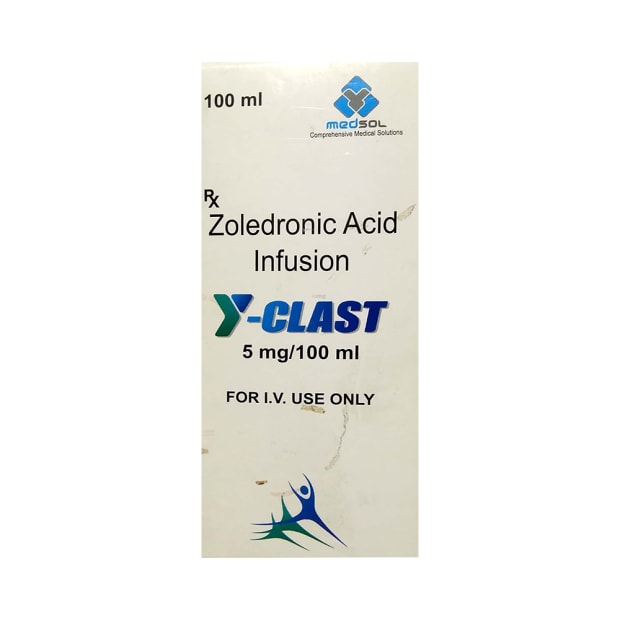 100 ml
medsol
Comprehensive Medical Solutions
Rx
Zoledronic Acid
Infusion
Y-CLAST
5 mg/100 ml
FOR I.V. USE ONLY